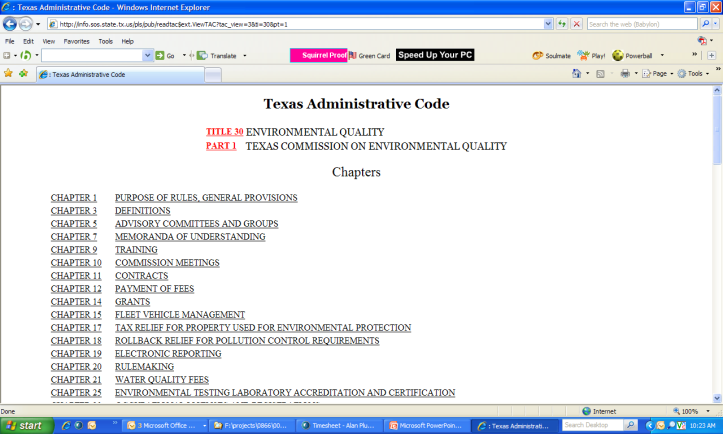 : Texas Administrative Code - Windows Internet Explorer
http://info.sos.state.tx.us/pls/pub/readtac$ext.ViewTAC?tac_view=3&ti=30&pt=1
Search the web (Babylon)
File Edit View Favorites Tools Help
Go Translate Squirrel Proof Green Card Speed Up Your PC Soulmate Play! Powerball
: Texas Administrative Code
Page Tools
Texas Administrative Code
TITLE 30 ENVIRONMENTAL QUALITY
PART 1 TEXAS COMMISSION ON ENVIRONMENTAL QUALITY
Chapters
CHAPTER 1 PURPOSE OF RULES, GENERAL PROVISIONS
CHAPTER 3 DEFINITIONS
CHAPTER 5 ADVISORY COMMITTEES AND GROUPS
CHAPTER 7 MEMORANDA OF UNDERSTANDING
CHAPTER 9 TRAINING
CHAPTER 10 COMMISSION MEETINGS
CHAPTER 11 CONTRACTS
CHAPTER 12 PAYMENT OF FEES
CHAPTER 14 GRANTS
CHAPTER 15 FLEET VEHICLE MANAGEMENT
CHAPTER 17 TAX RELIEF FOR PROPERTY USED FOR ENVIRONMENTAL PROTECTION
CHAPTER 18 ROLLBACK RELIEF FOR POLLUTION CONTROL REQUIREMENTS
CHAPTER 19 ELECTRONIC REPORTING
CHAPTER 20 RULEMAKING
CHAPTER 21 WATER QUALITY FEES
CHAPTER 25 ENVIRONMENTAL TESTING LABORATORY ACCREDITATION AND CERTIFICATION
Done Internet 100%
start 3 Microsoft Office ... F:\projects\0866\00... Timesheet - Alan Plu... Microsoft PowerPoin... : Texas Administrati... Search Desktop 10:23 AM